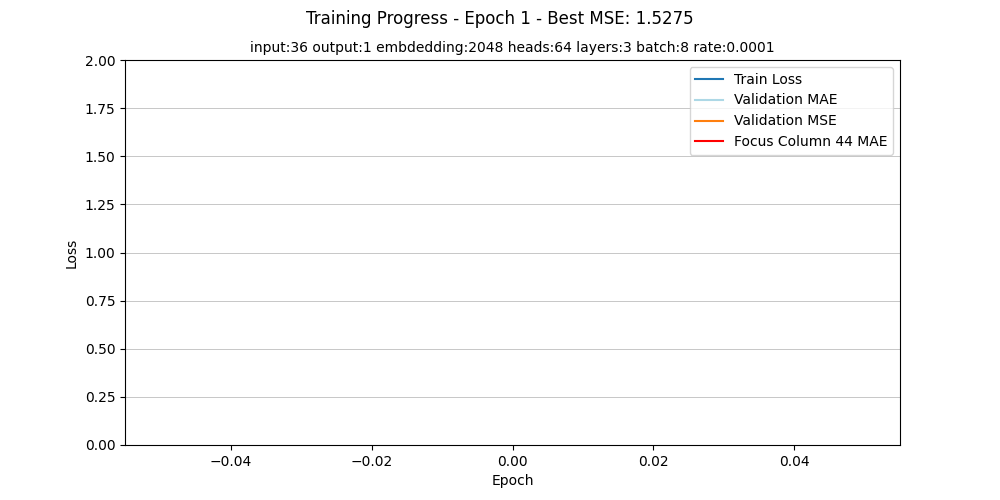 Training Progress - Epoch 1 - Best MSE: 1.5275
input:36 output:1 embdedding:2048 heads:64 layers:3 batch:8 rate:0.0001
Train Loss
Validation MAE
Validation MSE
Focus Column 44 MAE
2.00
1.75
1.50
1.25
1.00
0.75
0.50
0.25
0.00
Loss
−0.04 −0.02 0.00 0.02 0.04
Epoch